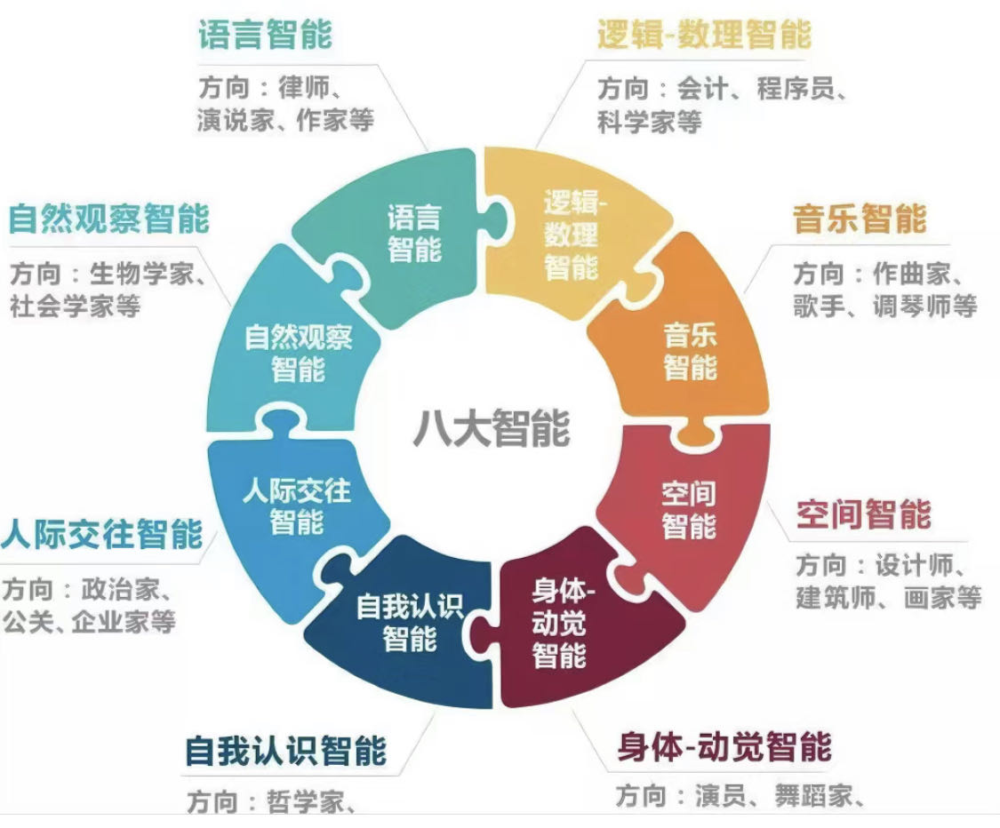 语言智能
方向：律师、
演说家、作家等
逻辑-数理智能
方向：会计、程序员、
科学家等
自然观察智能
方向：生物学家、
社会学家等
音乐智能
方向：作曲家、
歌手、调琴师等
语言
智能
逻辑-
数理
智能
自然观察
智能
音乐
智能
八大智能
人际交往
智能
空间
智能
自我认识
智能
身体-
动觉
智能
人际交往智能
方向：政治家、
公关、企业家等
空间智能
方向：设计师、
建筑师、画家等
自我认识智能
方向：哲学家、
身体-动觉智能
方向：演员、舞蹈家、